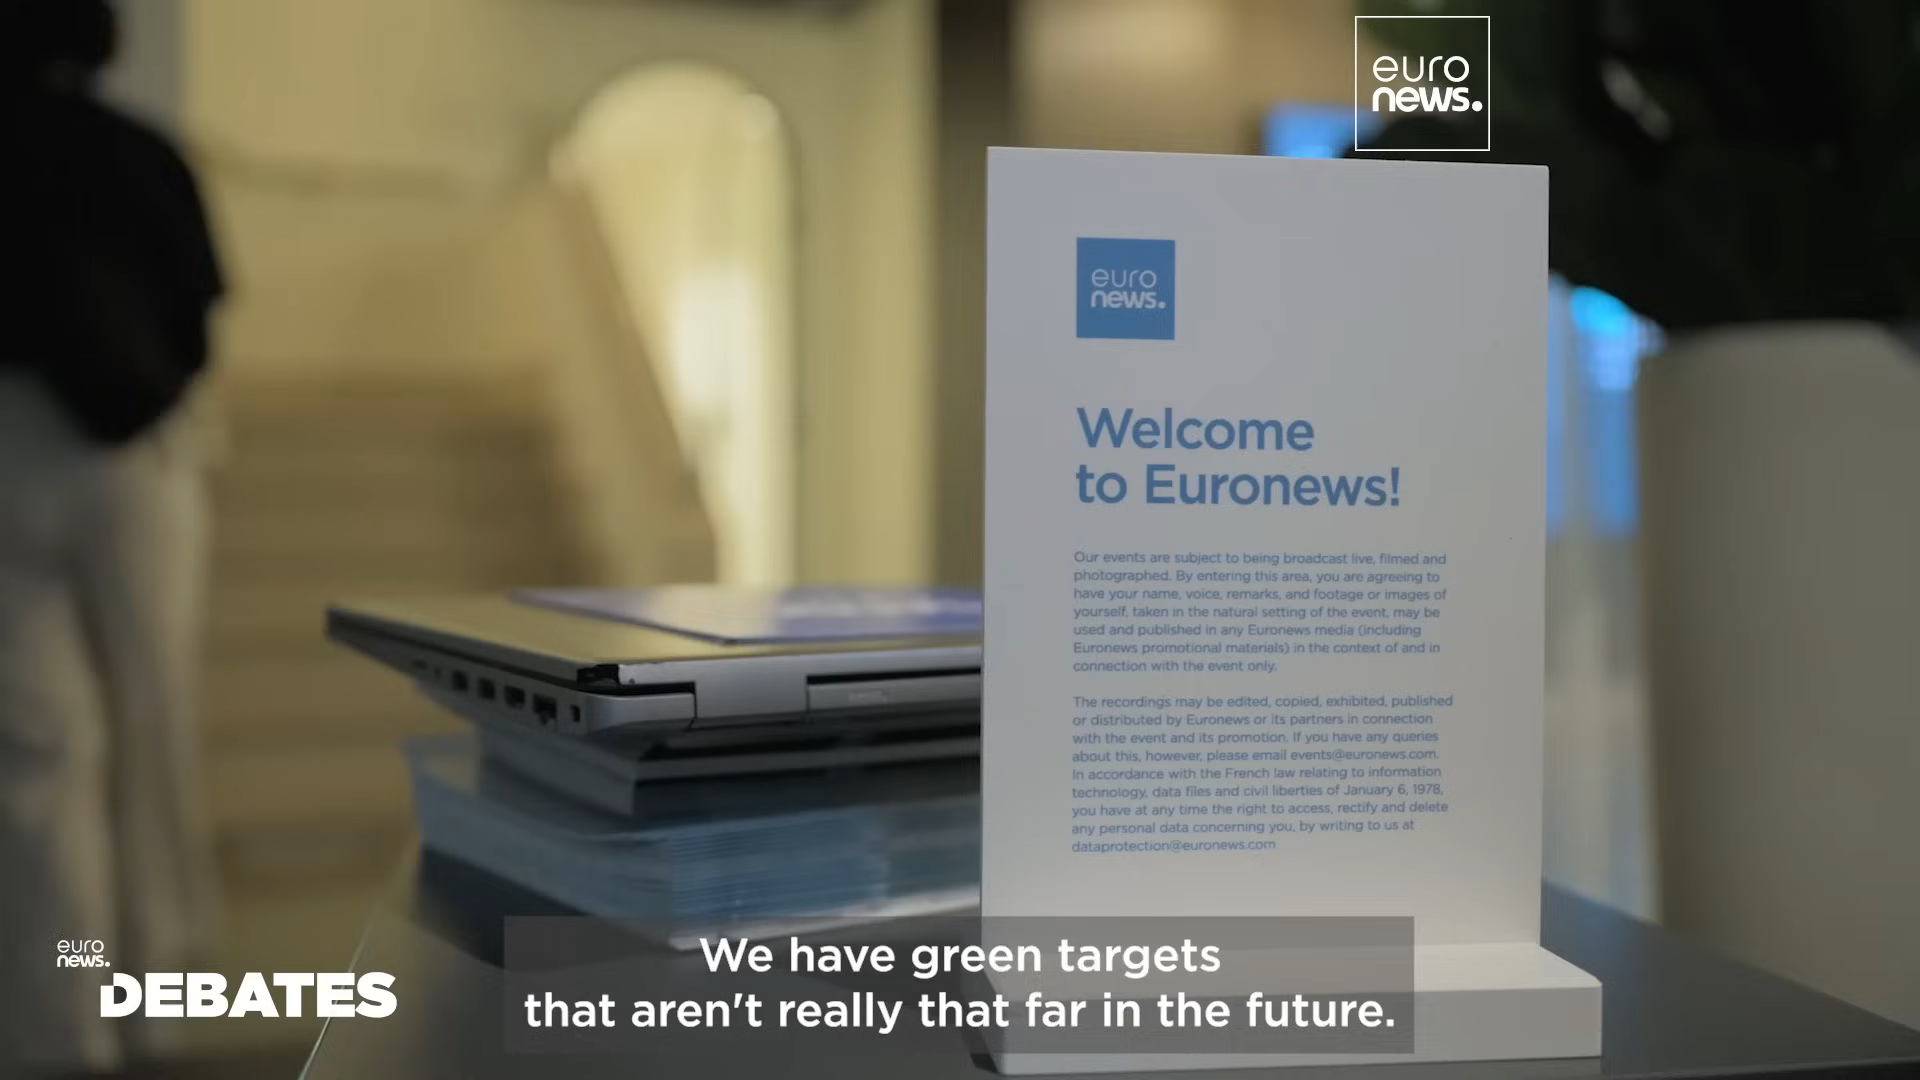 euro
news.
euro
news.
Welcome
to Euronews!
Our events are subject to being broadcast live, filmed and
photographed. By entering this area, you are agreeing to
have your name, voice, remarks, and footage or images of
yourself, taken in the natural setting of the event, may be
used and published in any Euronews media (including
Euronews promotional materials) in the context of and in
connection with the event only.
The recordings may be edited, copied, exhibited, published
or distributed by Euronews or its partners in connection
with the event and its promotion. If you have any queries
about this, however, please email events@euronews.com.
In accordance with the French law relating to information
technology, data files and civil liberties of January 6, 1978,
you have at any time the right to access, rectify and delete
any personal data concerning you, by writing to us at
dataprotection@euronews.com
We have green targets
that aren't really that far in the future.
euro
news.
DEBATES